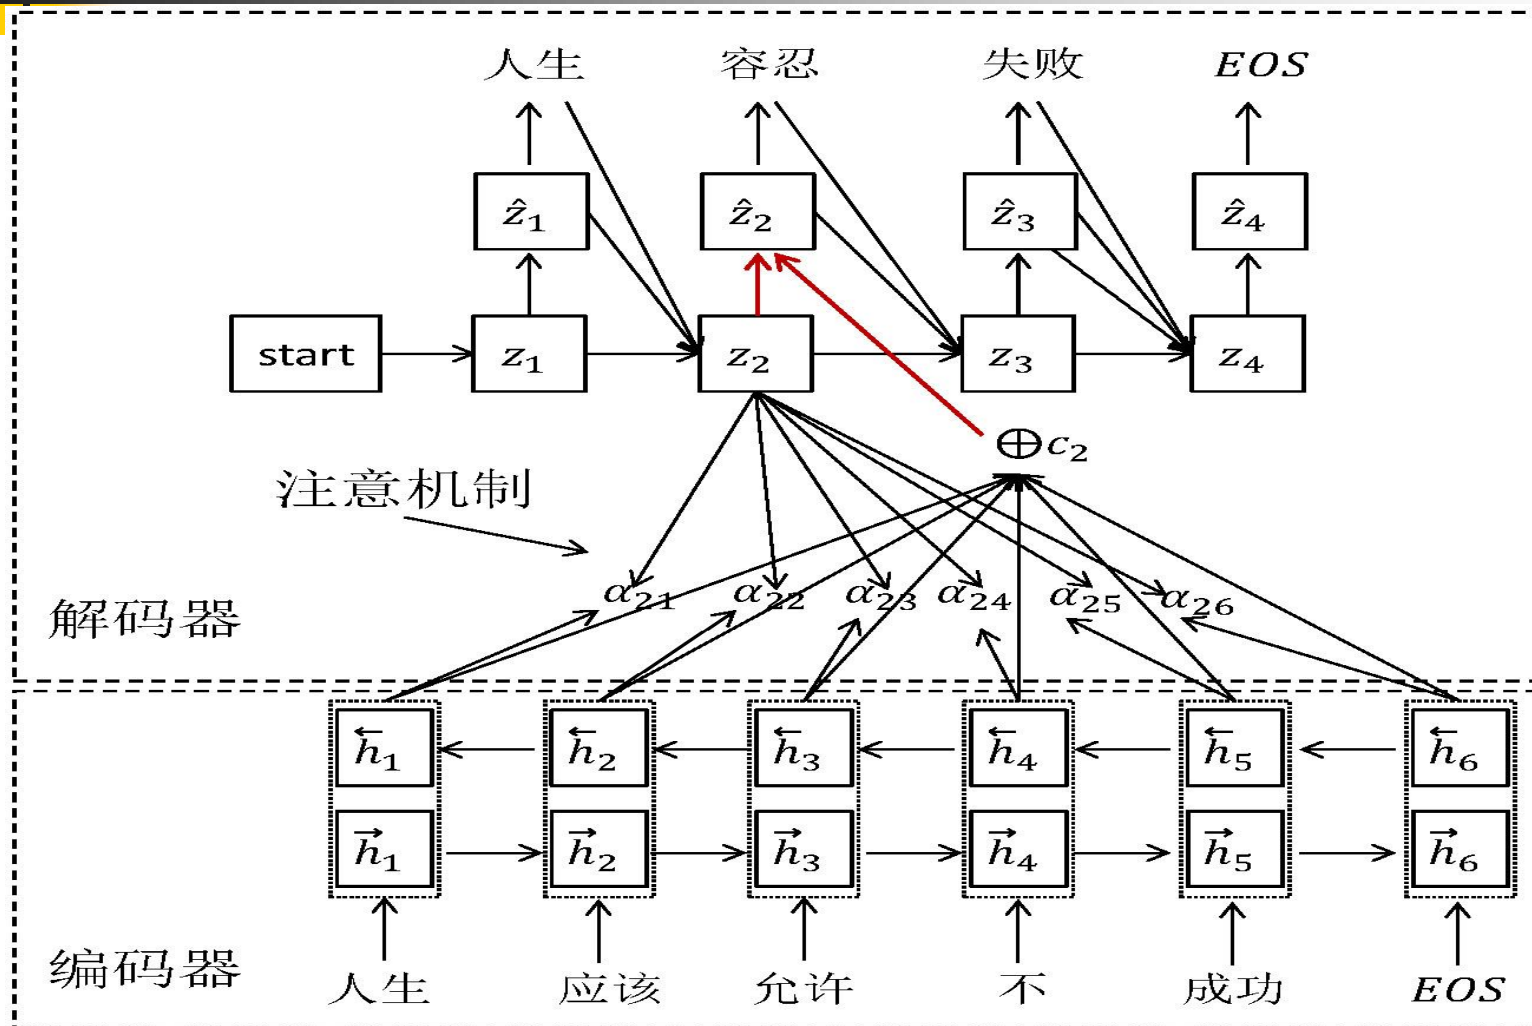 人生 容忍 失败 EOS
ẑ₁ ẑ₂ ẑ₃ ẑ₄
start z₁ z₂ z₃ z₄
⊕c₂
注意机制
α₂₁ α₂₂ α₂₃ α₂₄ α₂₅ α₂₆
解码器
h⃖₁ h⃖₂ h⃖₃ h⃖₄ h⃖₅ h⃖₆
h⃗₁ h⃗₂ h⃗₃ h⃗₄ h⃗₅ h⃗₆
编码器
人生 应该 允许 不 成功 EOS